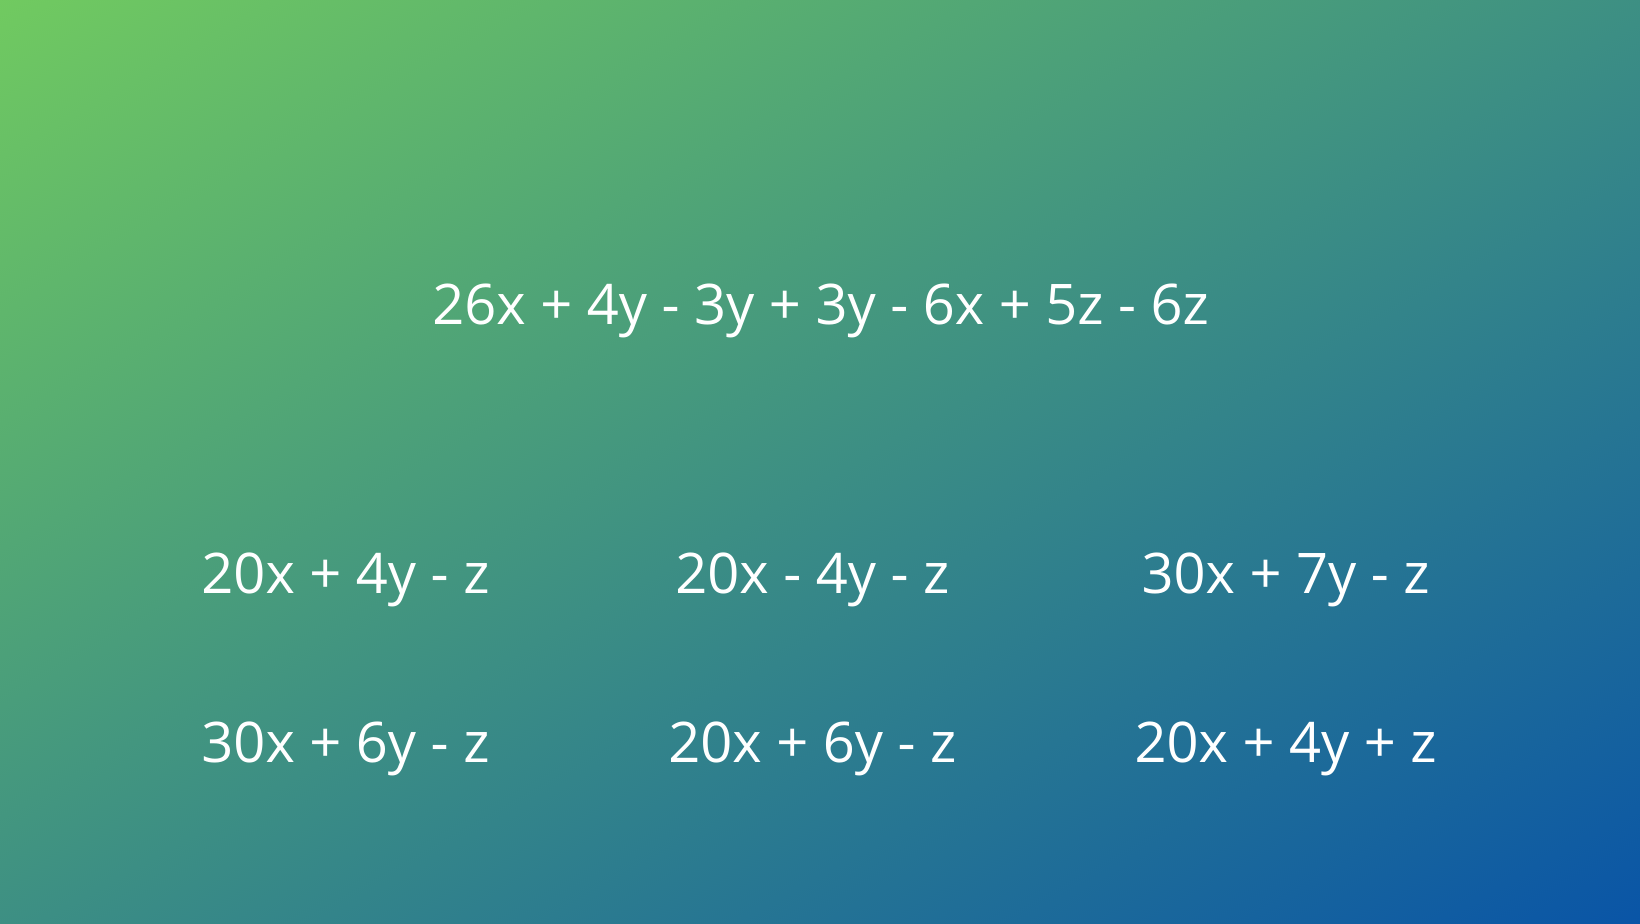 26x + 4y - 3y + 3y - 6x + 5z - 6z
20x + 4y - z
20x - 4y - z
30x + 7y - z
30x + 6y - z
20x + 6y - z
20x + 4y + z